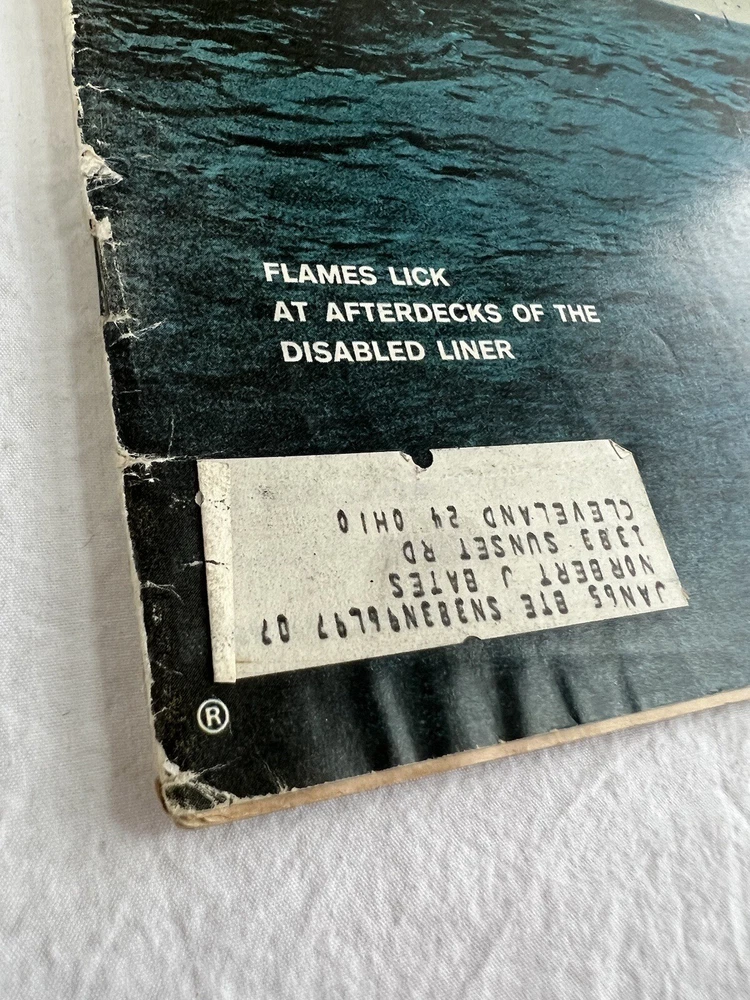 FLAMES LICK
AT AFTERDECKS OF THE
DISABLED LINER
JAN65 BTE SN383N96L97 07
NORBERT J BATES
1383 SUNSET RD
CLEVELAND 24 OHIO
®